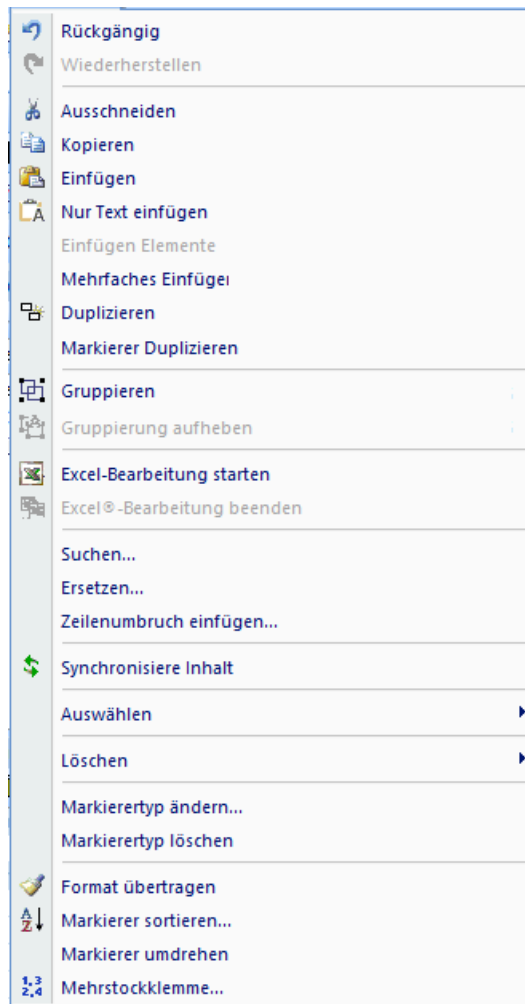 Rückgängig
Wiederherstellen
Ausschneiden
Kopieren
Einfügen
Nur Text einfügen
Einfügen Elemente
Mehrfaches Einfüger
Duplizieren
Markierer Duplizieren
Gruppieren
Gruppierung aufheben
Excel-Bearbeitung starten
Excel®-Bearbeitung beenden
Suchen...
Ersetzen...
Zeilenumbruch einfügen...
Synchronisiere Inhalt
Auswählen
Löschen
Markierertyp ändern...
Markierertyp löschen
Format übertragen
Markierer sortieren...
Markierer umdrehen
Mehrstockklemme...